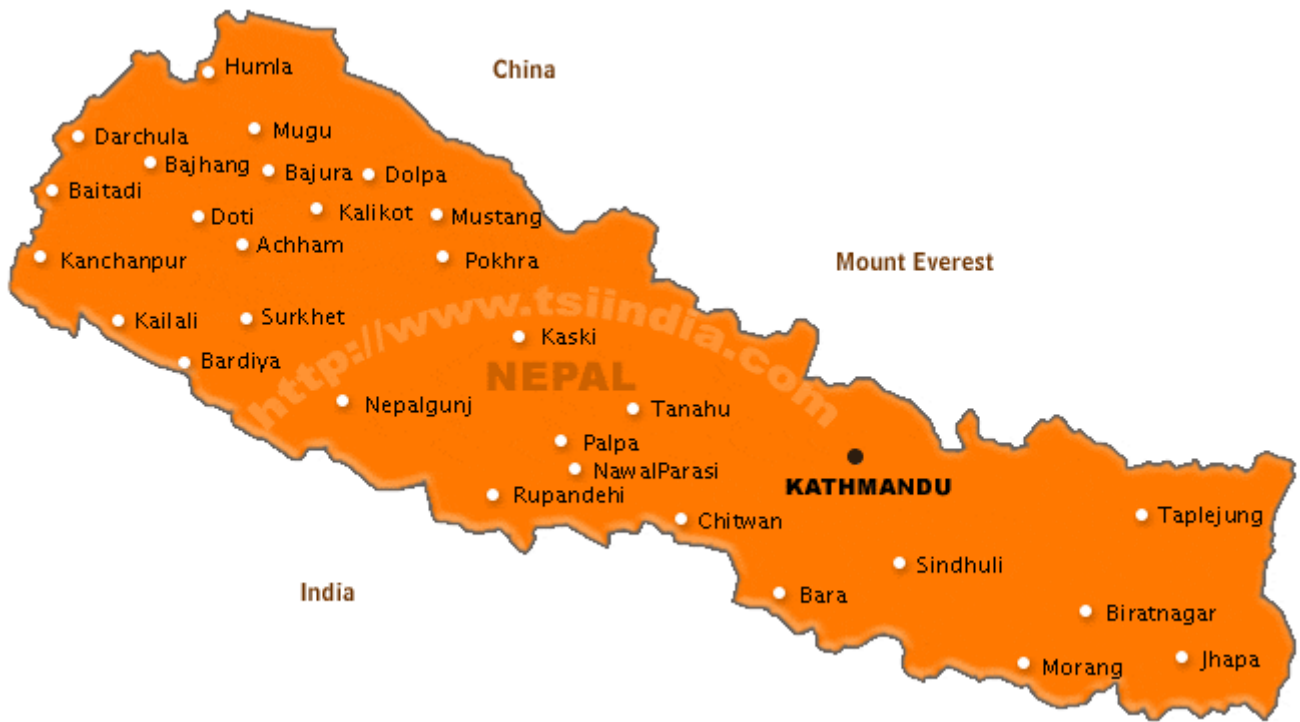 Humla
China
Darchula
Mugu
Bajhang
Bajura
Dolpa
Baitadi
Doti
Kalikot
Mustang
Achham
Kanchanpur
Pokhra
Mount Everest
http://www.tsiindia.com
Kailali
Surkhet
Kaski
Bardiya
NEPAL
Nepalgunj
Tanahu
Palpa
NawalParasi
KATHMANDU
Rupandehi
Chitwan
Taplejung
Sindhuli
India
Bara
Biratnagar
Morang
Jhapa